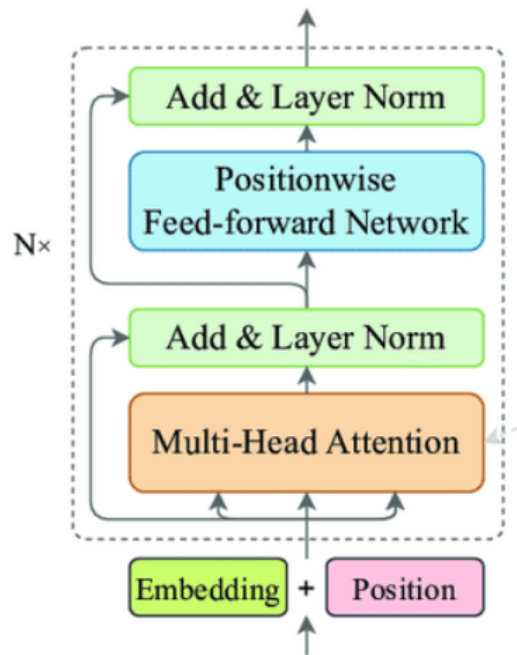 Add & Layer Norm
Positionwise
Feed-forward Network
N×
Add & Layer Norm
Multi-Head Attention
Embedding + Position